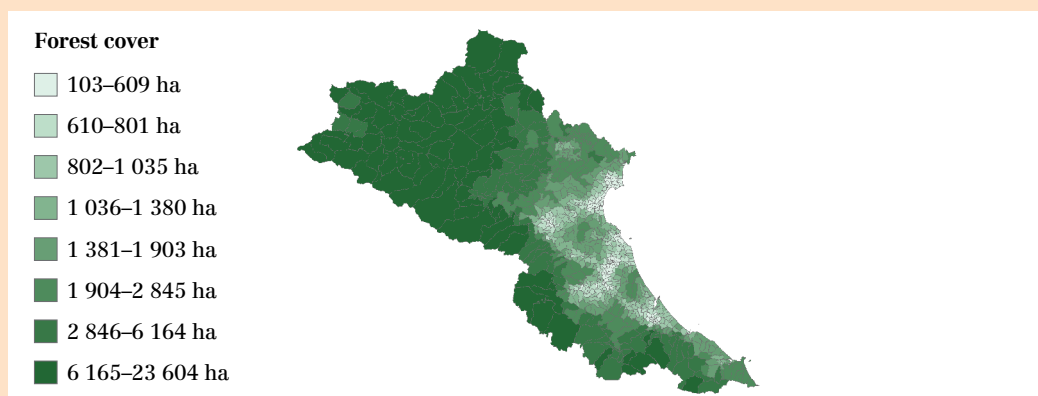 Forest cover
103–609 ha
610–801 ha
802–1 035 ha
1 036–1 380 ha
1 381–1 903 ha
1 904–2 845 ha
2 846–6 164 ha
6 165–23 604 ha